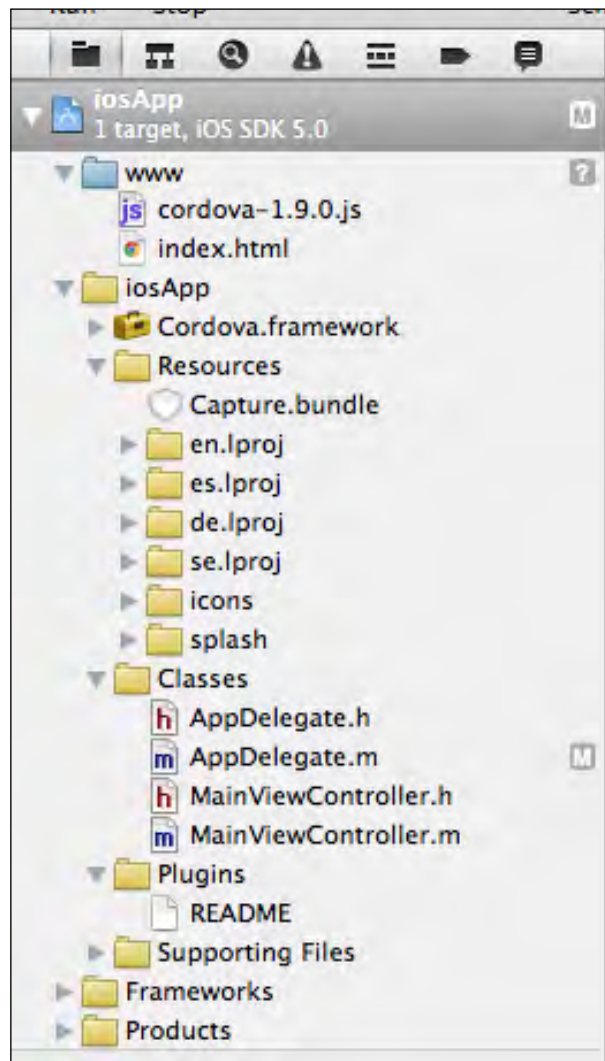 iosApp
M
1 target, iOS SDK 5.0
www
?
js cordova-1.9.0.js
index.html
iosApp
Cordova.framework
Resources
Capture.bundle
en.lproj
es.lproj
de.lproj
se.lproj
icons
splash
Classes
h AppDelegate.h
m AppDelegate.m
M
h MainViewController.h
m MainViewController.m
Plugins
README
Supporting Files
Frameworks
Products